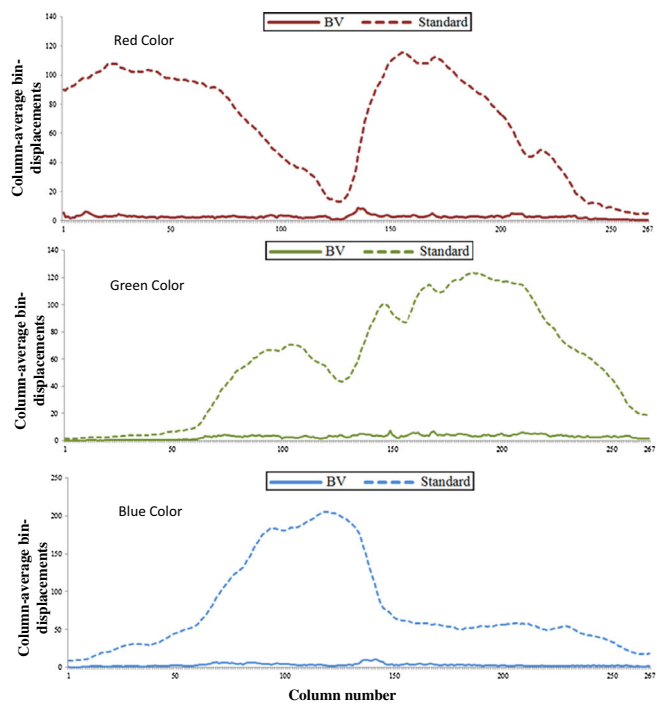 BV Standard
Red Color
Column-average bin-
displacements
140
120
100
80
60
40
20
0
1 50 100 150 200 250 267
BV Standard
Green Color
Column-average bin-
displacements
140
120
100
80
60
40
20
0
1 50 100 150 200 250 267
BV Standard
Blue Color
Column-average bin-
displacements
250
200
150
100
50
0
1 50 100 150 200 250 267
Column number